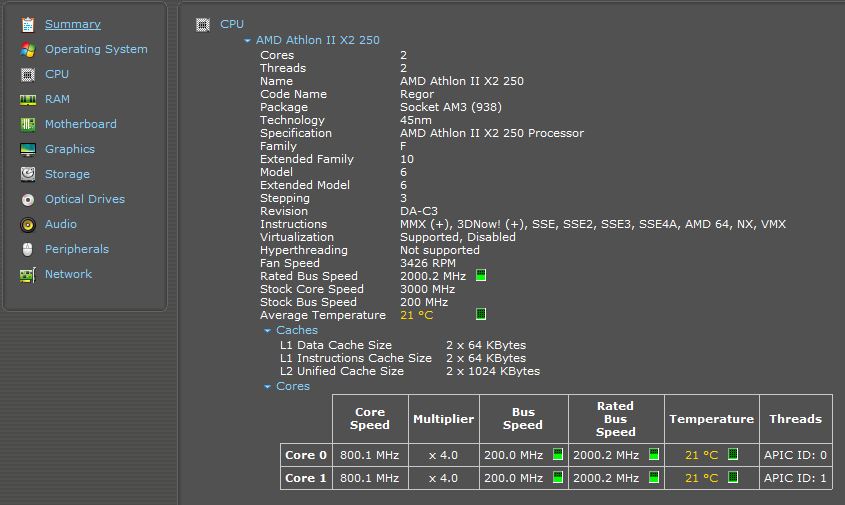 Summary
Operating System
CPU
RAM
Motherboard
Graphics
Storage
Optical Drives
Audio
Peripherals
Network
CPU
AMD Athlon II X2 250
Cores 2
Threads 2
Name AMD Athlon II X2 250
Code Name Regor
Package Socket AM3 (938)
Technology 45nm
Specification AMD Athlon II X2 250 Processor
Family F
Extended Family 10
Model 6
Extended Model 6
Stepping 3
Revision DA-C3
Instructions MMX (+), 3DNow! (+), SSE, SSE2, SSE3, SSE4A, AMD 64, NX, VMX
Virtualization Supported, Disabled
Hyperthreading Not supported
Fan Speed 3426 RPM
Rated Bus Speed 2000.2 MHz
Stock Core Speed 3000 MHz
Stock Bus Speed 200 MHz
Average Temperature 21 °C
Caches
L1 Data Cache Size 2 x 64 KBytes
L1 Instructions Cache Size 2 x 64 KBytes
L2 Unified Cache Size 2 x 1024 KBytes
Cores
Core Speed Multiplier Bus Speed Rated Bus Speed Temperature Threads
Core 0 800.1 MHz x 4.0 200.0 MHz 2000.2 MHz 21 °C APIC ID: 0
Core 1 800.1 MHz x 4.0 200.0 MHz 2000.2 MHz 21 °C APIC ID: 1